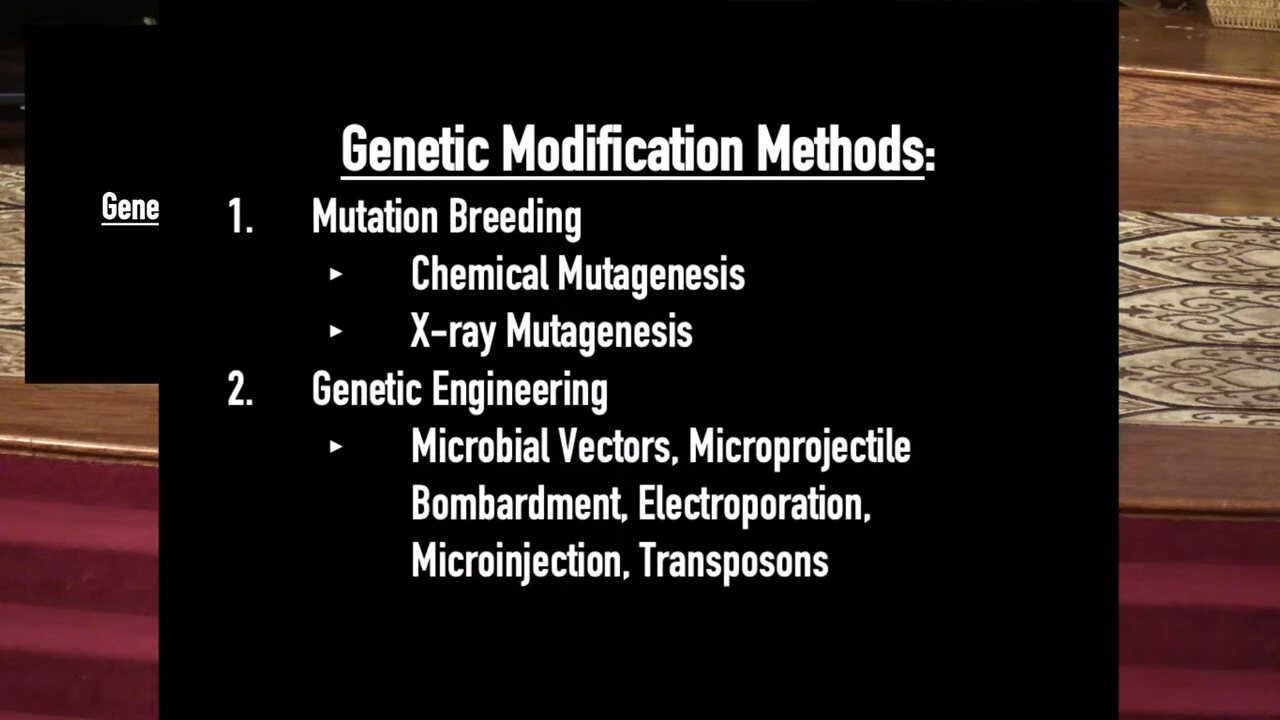 Genetic Modification Methods:
Gene
1. Mutation Breeding
▸ Chemical Mutagenesis
▸ X-ray Mutagenesis
2. Genetic Engineering
▸ Microbial Vectors, Microprojectile
Bombardment, Electroporation,
Microinjection, Transposons